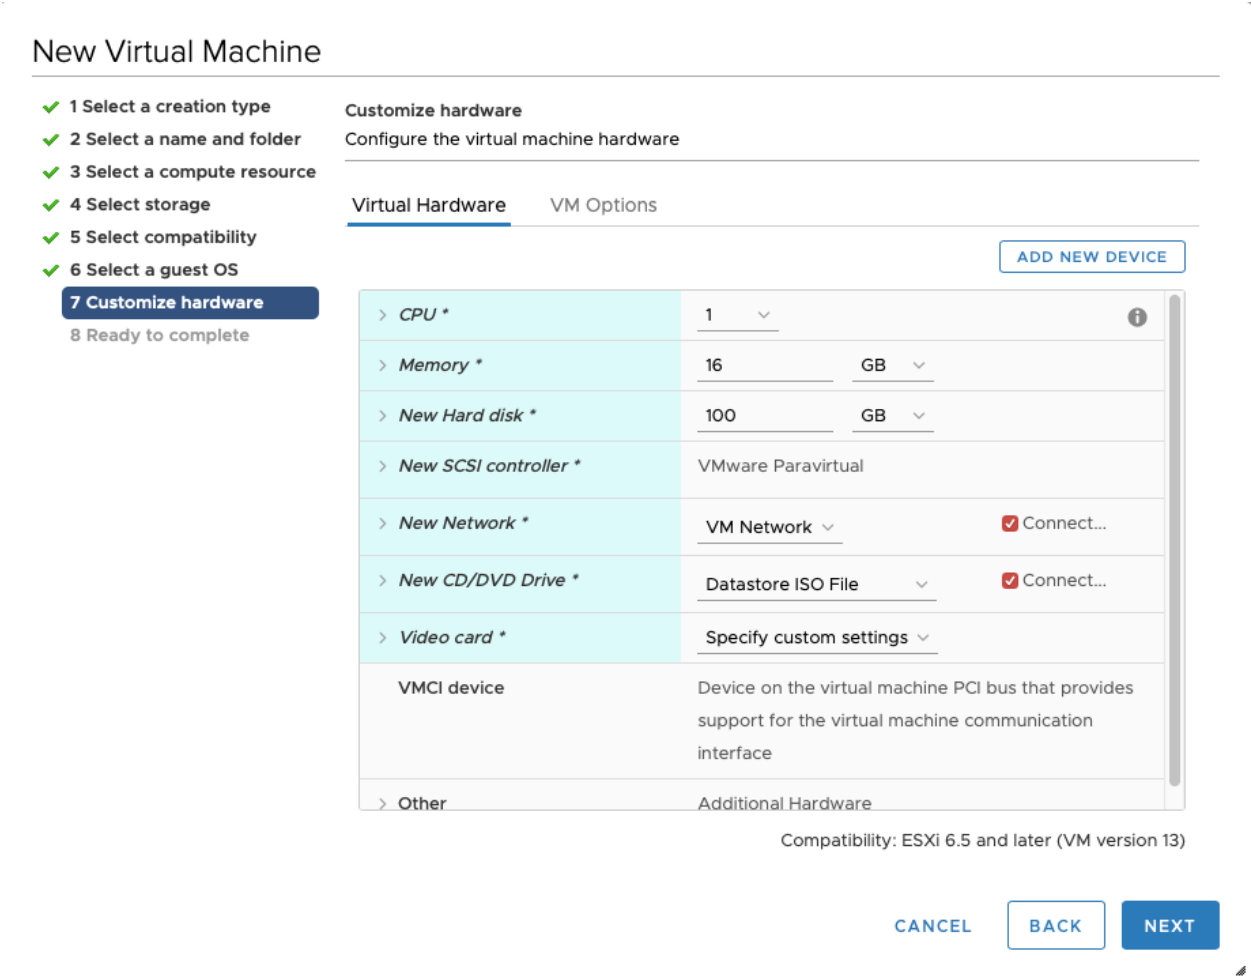 New Virtual Machine
1 Select a creation type
2 Select a name and folder
3 Select a compute resource
4 Select storage
5 Select compatibility
6 Select a guest OS
7 Customize hardware
8 Ready to complete
Customize hardware
Configure the virtual machine hardware
Virtual Hardware VM Options
ADD NEW DEVICE
CPU * 1
Memory * 16 GB
New Hard disk * 100 GB
New SCSI controller * VMware Paravirtual
New Network * VM Network Connect...
New CD/DVD Drive * Datastore ISO File Connect...
Video card * Specify custom settings
VMCI device Device on the virtual machine PCI bus that provides
support for the virtual machine communication
interface
Other Additional Hardware
Compatibility: ESXi 6.5 and later (VM version 13)
CANCEL BACK NEXT